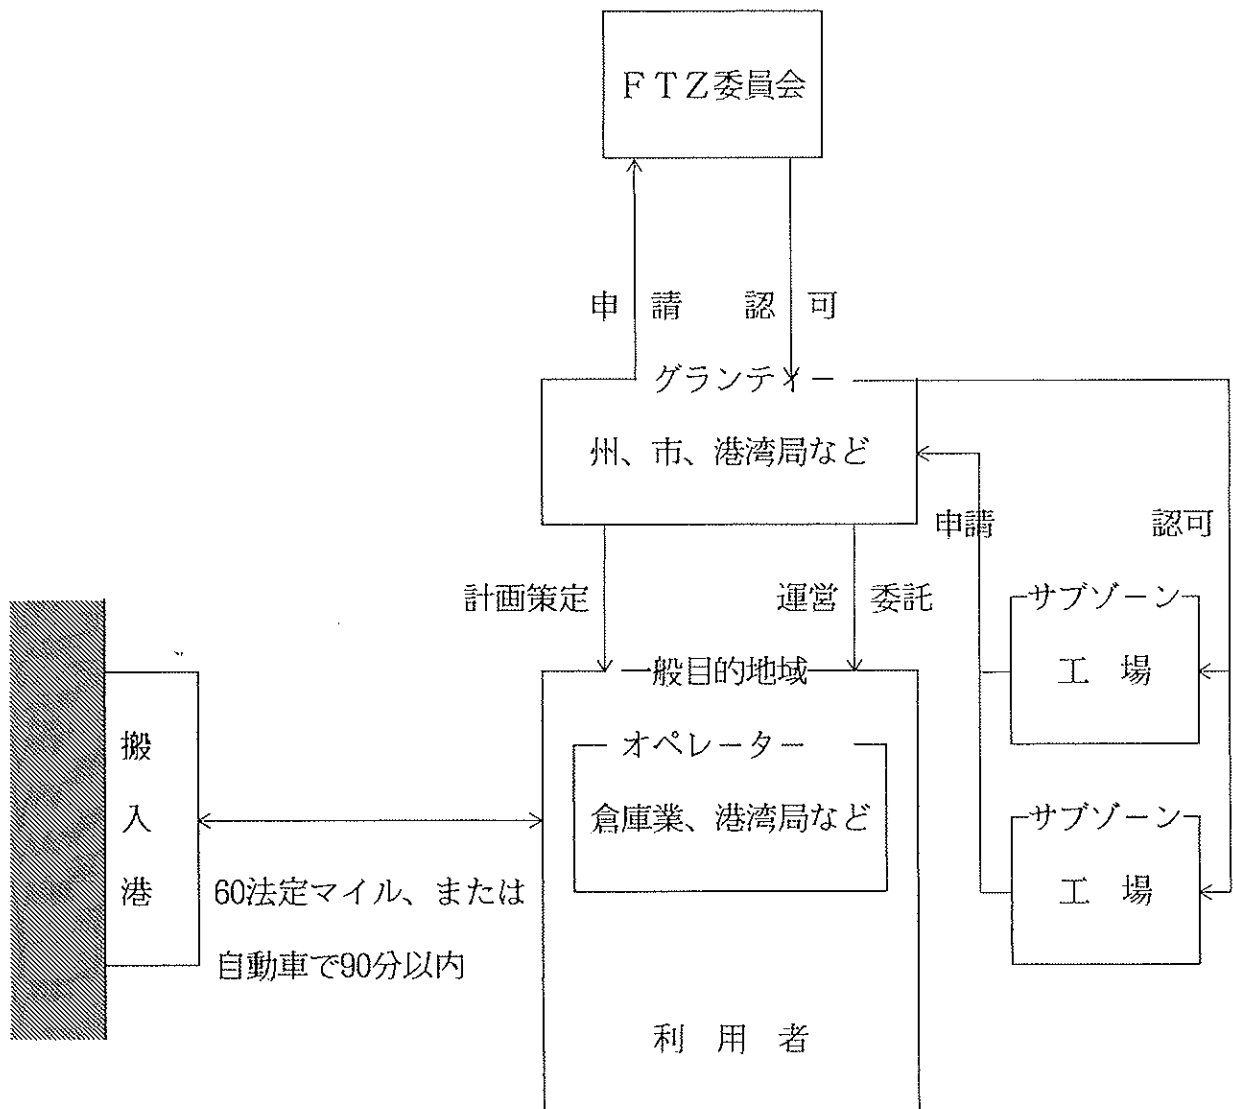 ＦＴＺ委員会
申請　認可
グランティー
州、市、港湾局など
申請　認可
計画策定　運営委託
サブゾーン
工　場
一般目的地域
オペレーター
倉庫業、港湾局など
サブゾーン
工　場
搬入港
60法定マイル、または
自動車で90分以内
利　用　者